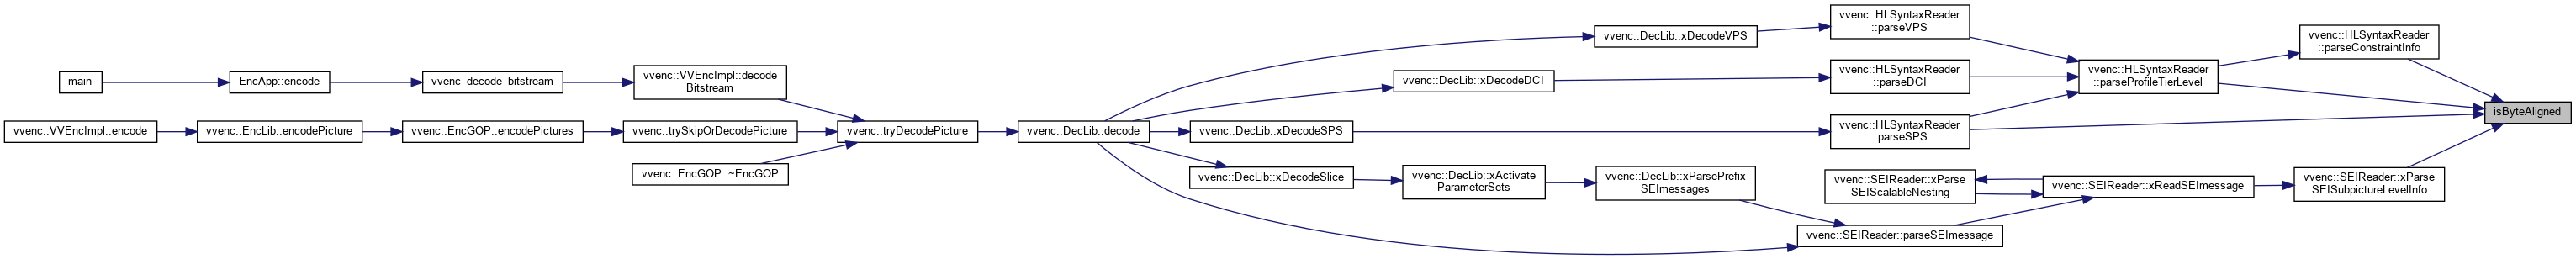 main
EncApp::encode
vvenc_decode_bitstream
vvenc::VVEncImpl::decode
Bitstream
vvenc::VVEncImpl::encode
vvenc::EncLib::encodePicture
vvenc::EncGOP::encodePictures
vvenc::trySkipOrDecodePicture
vvenc::EncGOP::~EncGOP
vvenc::tryDecodePicture
vvenc::DecLib::decode
vvenc::DecLib::xDecodeVPS
vvenc::DecLib::xDecodeDCI
vvenc::DecLib::xDecodeSPS
vvenc::DecLib::xDecodeSlice
vvenc::DecLib::xActivate
ParameterSets
vvenc::DecLib::xParsePrefix
SEImessages
vvenc::HLSyntaxReader
::parseVPS
vvenc::HLSyntaxReader
::parseDCI
vvenc::HLSyntaxReader
::parseSPS
vvenc::SEIReader::xParse
SEIScalableNesting
vvenc::SEIReader::parseSEImessage
vvenc::HLSyntaxReader
::parseProfileTierLevel
vvenc::SEIReader::xReadSEImessage
vvenc::HLSyntaxReader
::parseConstraintInfo
vvenc::SEIReader::xParse
SEISubpictureLevelInfo
isByteAligned